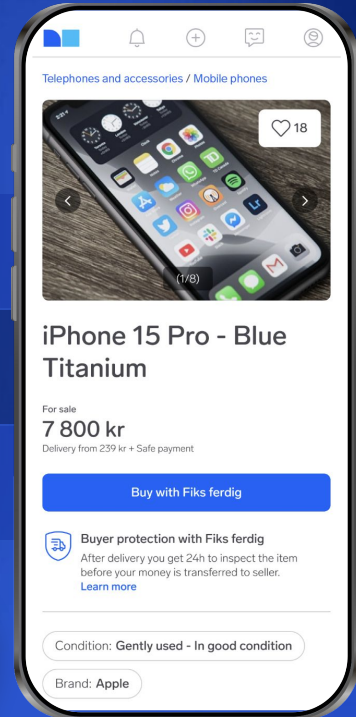 Telephones and accessories / Mobile phones
18
(1/8)
iPhone 15 Pro - Blue
Titanium
For sale
7 800 kr
Delivery from 239 kr + Safe payment
Buy with Fiks ferdig
Buyer protection with Fiks ferdig
After delivery you get 24h to inspect the item
before your money is transferred to seller.
Learn more
Condition: Gently used - In good condition
Brand: Apple